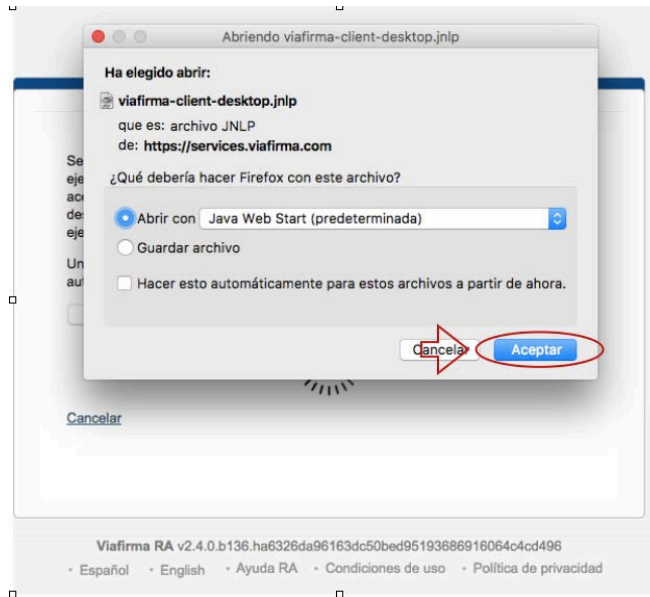 Abriendo viafirma-client-desktop.jnlp
Ha elegido abrir:
viafirma-client-desktop.jnlp
que es: archivo JNLP
de: https://services.viafirma.com
¿Qué debería hacer Firefox con este archivo?
Abrir con Java Web Start (predeterminada)
Guardar archivo
Hacer esto automáticamente para estos archivos a partir de ahora.
Cancelar Aceptar
Cancelar
Viafirma RA v2.4.0.b136.ha6326da96163dc50bed95193686916064c4cd496
• Español • English • Ayuda RA • Condiciones de uso • Política de privacidad